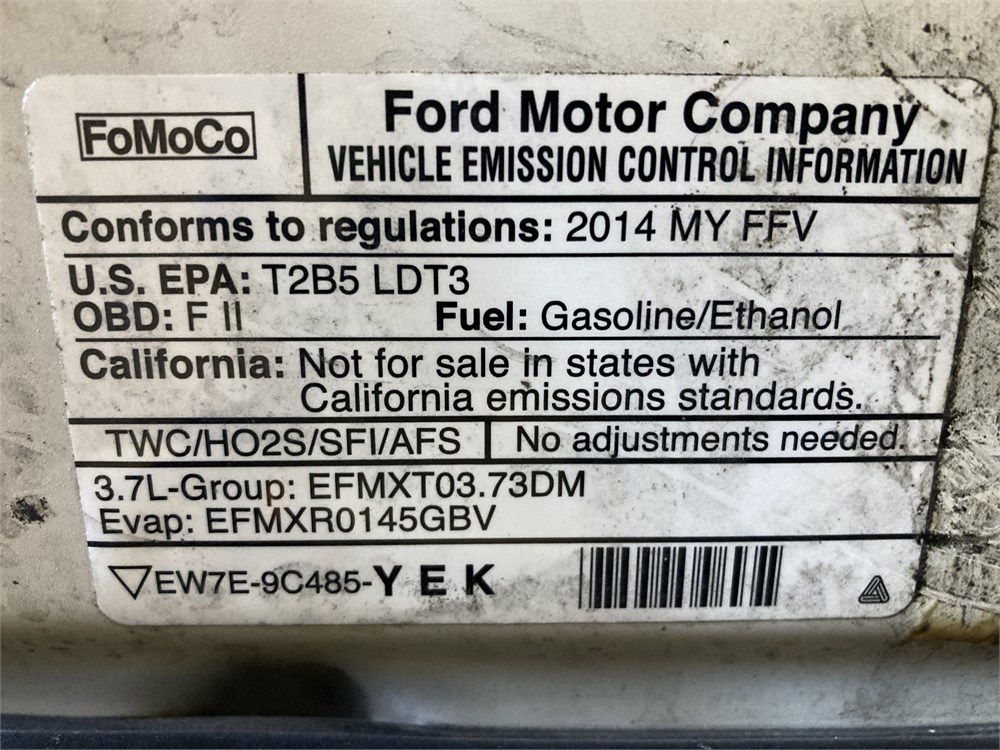 FoMoCo
Ford Motor Company
VEHICLE EMISSION CONTROL INFORMATION
Conforms to regulations: 2014 MY FFV
U.S. EPA: T2B5 LDT3
OBD: F II Fuel: Gasoline/Ethanol
California: Not for sale in states with
California emissions standards.
TWC/HO2S/SFI/AFS No adjustments needed.
3.7L-Group: EFMXT03.73DM
Evap: EFMXR0145GBV
EW7E-9C485-Y E K